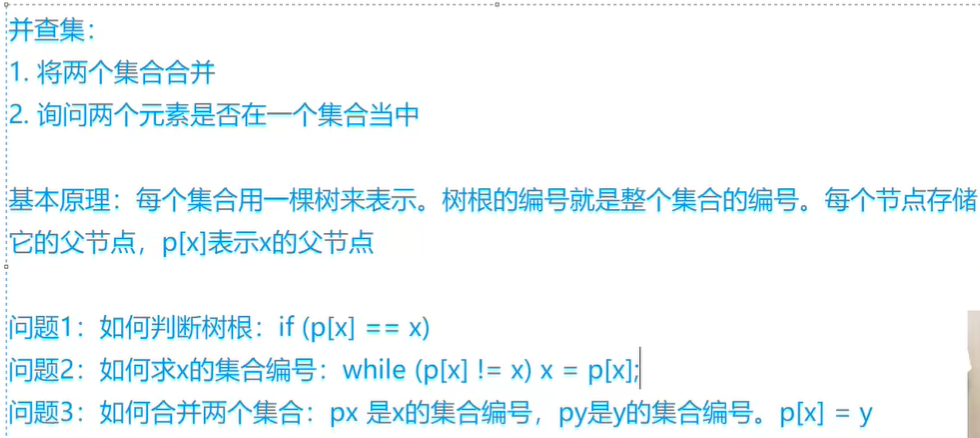 并查集:
1. 将两个集合合并
2. 询问两个元素是否在一个集合当中
基本原理：每个集合用一棵树来表示。树根的编号就是整个集合的编号。每个节点存储
它的父节点，p[x]表示x的父节点
问题1：如何判断树根：if (p[x] == x)
问题2：如何求x的集合编号：while (p[x] != x) x = p[x];
问题3：如何合并两个集合：px 是x的集合编号，py是y的集合编号。p[x] = y